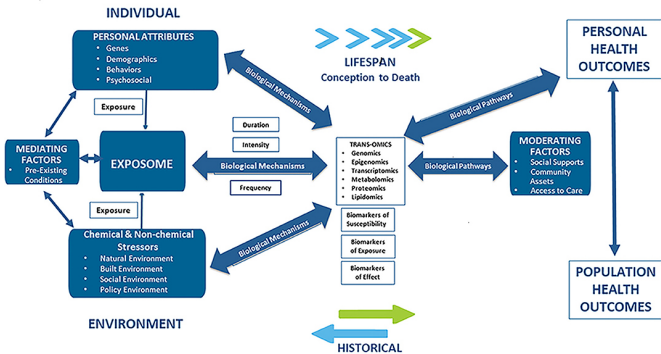 INDIVIDUAL
PERSONAL ATTRIBUTES
• Genes
• Demographics
• Behaviors
• Psychosocial
Exposure
MEDIATING
FACTORS
• Pre-Existing
Conditions
EXPOSOME
Exposure
Chemical & Non-chemical
Stressors
• Natural Environment
• Built Environment
• Social Environment
• Policy Environment
ENVIRONMENT
LIFESPAN
Conception to Death
Biological Mechanisms
Duration
Intensity
Biological Mechanisms
Frequency
Biological Mechanisms
TRANS-OMICS
• Genomics
• Epigenomics
• Transcriptomics
• Metabolomics
• Proteomics
• Lipidomics
Biomarkers of
Susceptibility
Biomarkers
of Exposure
Biomarkers
of Effect
HISTORICAL
Biological Pathways
Biological Pathways
MODERATING
FACTORS
• Social Supports
• Community
Assets
• Access to Care
PERSONAL
HEALTH
OUTCOMES
POPULATION
HEALTH
OUTCOMES